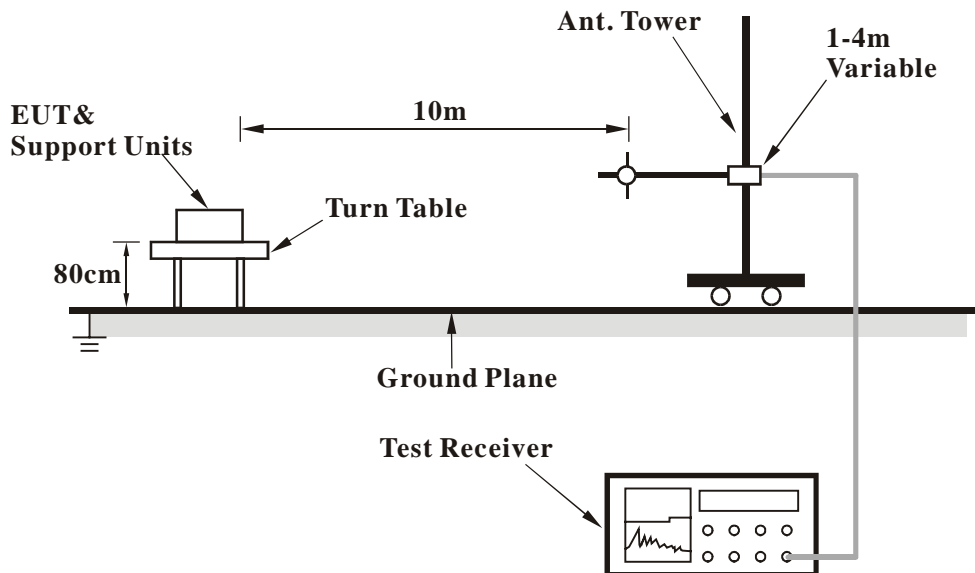 Ant. Tower
1-4m
Variable
10m
EUT&
Support Units
Turn Table
80cm
Ground Plane
Test Receiver